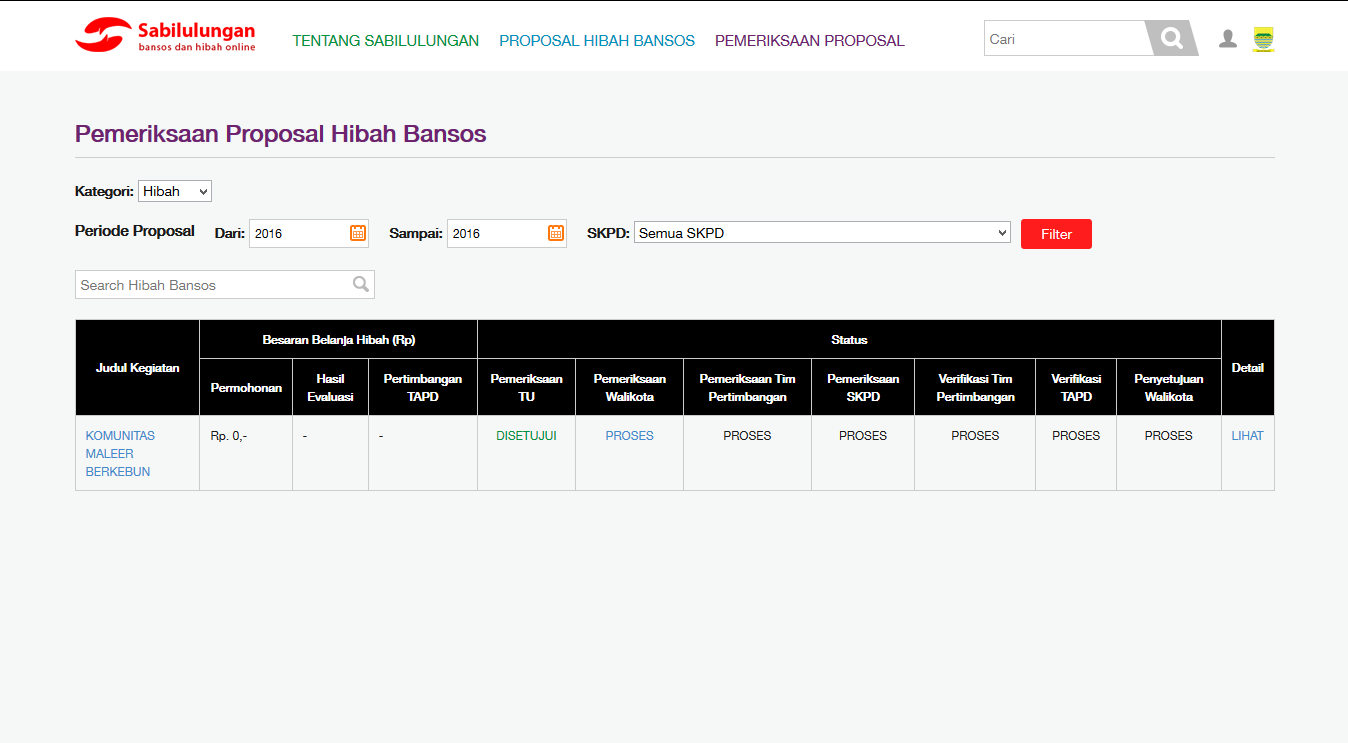 Sabilulungan
bansos dan hibah online
TENTANG SABILULUNGAN PROPOSAL HIBAH BANSOS PEMERIKSAAN PROPOSAL
Cari
Pemeriksaan Proposal Hibah Bansos
Kategori: Hibah
Periode Proposal Dari: 2016 Sampai: 2016 SKPD: Semua SKPD Filter
Search Hibah Bansos
Judul Kegiatan
Besaran Belanja Hibah (Rp)
Status
Detail
Permohonan
Hasil
Evaluasi
Pertimbangan
TAPD
Pemeriksaan
TU
Pemeriksaan
Walikota
Pemeriksaan Tim
Pertimbangan
Pemeriksaan
SKPD
Verifikasi Tim
Pertimbangan
Verifikasi
TAPD
Penyetujuan
Walikota
KOMUNITAS
MALEER
BERKEBUN
Rp. 0,-
-
-
DISETUJUI
PROSES
PROSES
PROSES
PROSES
PROSES
PROSES
LIHAT